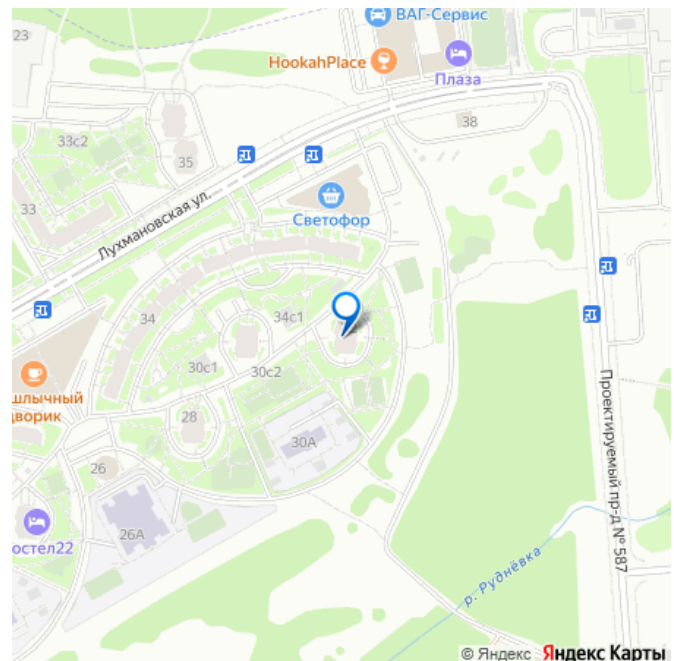 23
ВАГ-Сервис
HookahPlace
Плаза
33с2
38
35
33
Лухмановская ул.
Светофор
34
34с1
30с1
30с2
шлычный
дворик
28
30А
26
26А
остел22
Проектируемый пр-д № 587
р. Руднёвка
© Яндекс Яндекс Карты